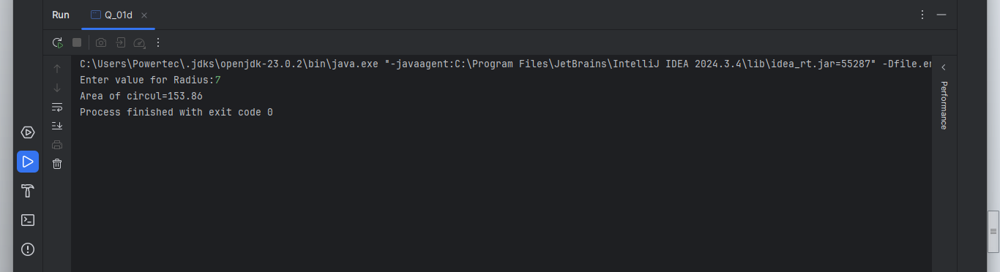 Run Q_01d
C:\Users\Powertec\.jdks\openjdk-23.0.2\bin\java.exe "-javaagent:C:\Program Files\JetBrains\IntelliJ IDEA 2024.3.4\lib\idea_rt.jar=55287" -Dfile.en
Enter value for Radius:7
Area of circul=153.86
Process finished with exit code 0
Performance